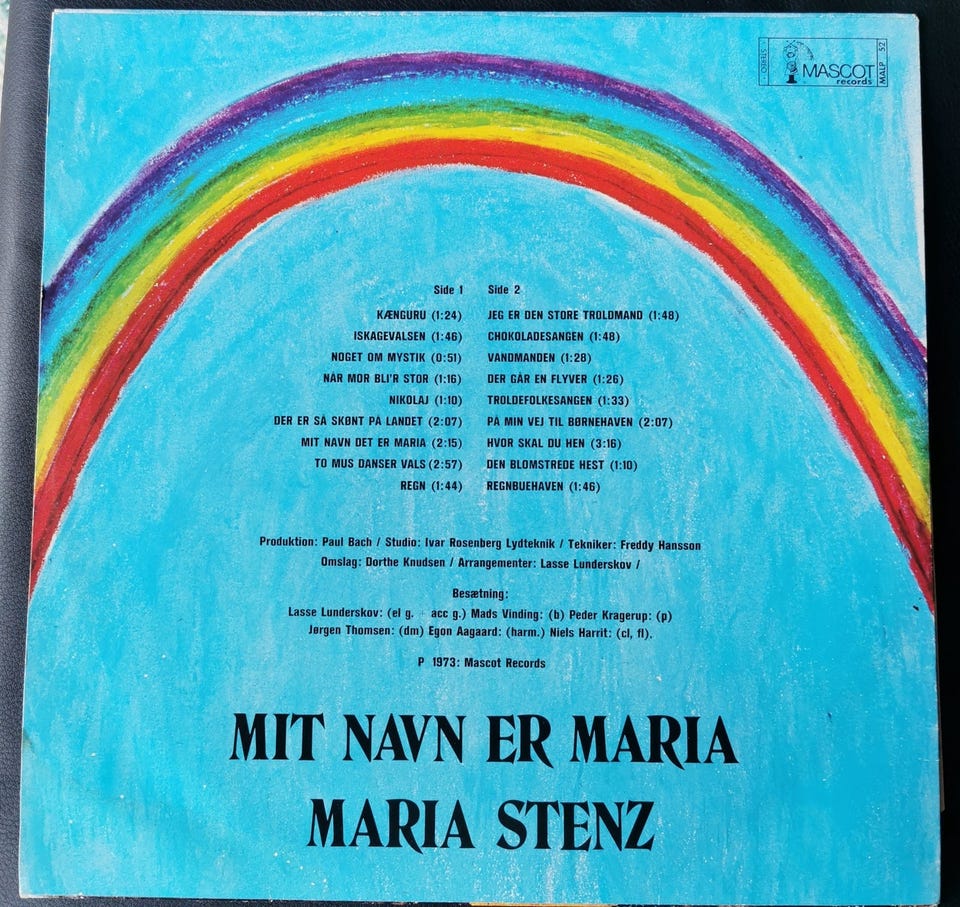 STEREO
MASCOT
records
MALP 52
Side 1
KÆNGURU (1:24)
ISKAGEVALSEN (1:46)
NOGET OM MYSTIK (0:51)
NÅR MOR BLI'R STOR (1:16)
NIKOLAJ (1:10)
DER ER SÅ SKØNT PÅ LANDET (2:07)
MIT NAVN DET ER MARIA (2:15)
TO MUS DANSER VALS (2:57)
REGN (1:44)
Side 2
JEG ER DEN STORE TROLDMAND (1:48)
CHOKOLADESANGEN (1:48)
VANDMANDEN (1:28)
DER GÅR EN FLYVER (1:26)
TROLDEFOLKESANGEN (1:33)
PÅ MIN VEJ TIL BØRNEHAVEN (2:07)
HVOR SKAL DU HEN (3:16)
DEN BLOMSTREDE HEST (1:10)
REGNBUEHAVEN (1:46)
Produktion: Paul Bach / Studio: Ivar Rosenberg Lydteknik / Tekniker: Freddy Hansson
Omslag: Dorthe Knudsen / Arrangementer: Lasse Lunderskov /
Besætning:
Lasse Lunderskov: (el g. + acc g.) Mads Vinding: (b) Peder Kragerup: (p)
Jørgen Thomsen: (dm) Egon Aagaard: (harm.) Niels Harrit: (cl, fl).
P 1973: Mascot Records
MIT NAVN ER MARIA
MARIA STENZ